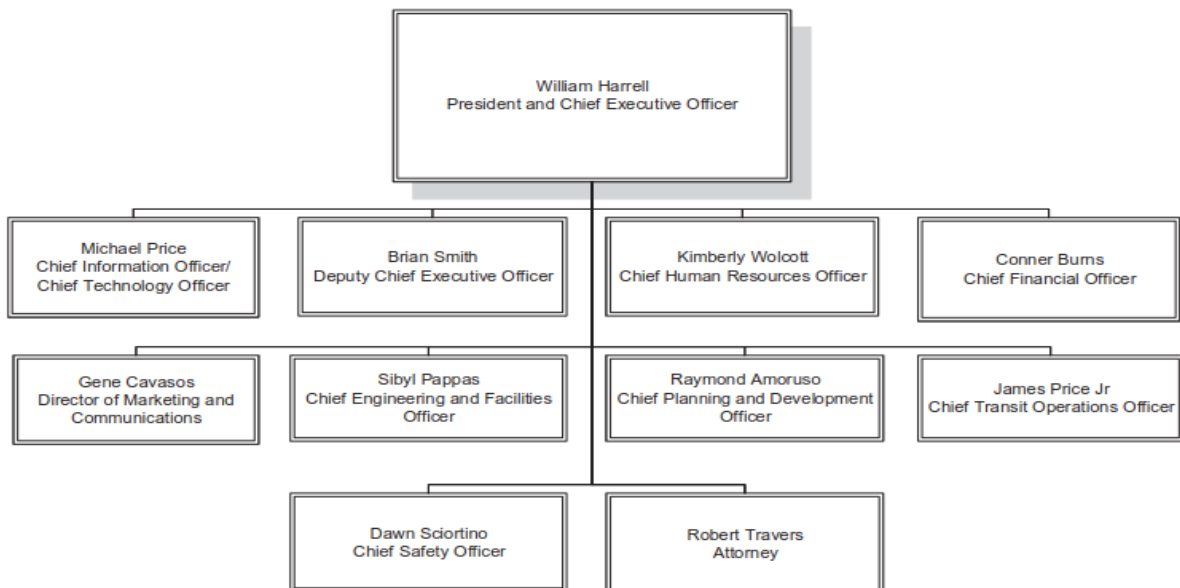 William Harrell
President and Chief Executive Officer
Michael Price
Chief Information Officer/
Chief Technology Officer
Brian Smith
Deputy Chief Executive Officer
Kimberly Wolcott
Chief Human Resources Officer
Conner Burns
Chief Financial Officer
Gene Cavasos
Director of Marketing and
Communications
Sibyl Pappas
Chief Engineering and Facilities
Officer
Raymond Amoruso
Chief Planning and Development
Officer
James Price Jr
Chief Transit Operations Officer
Dawn Sciortino
Chief Safety Officer
Robert Travers
Attorney